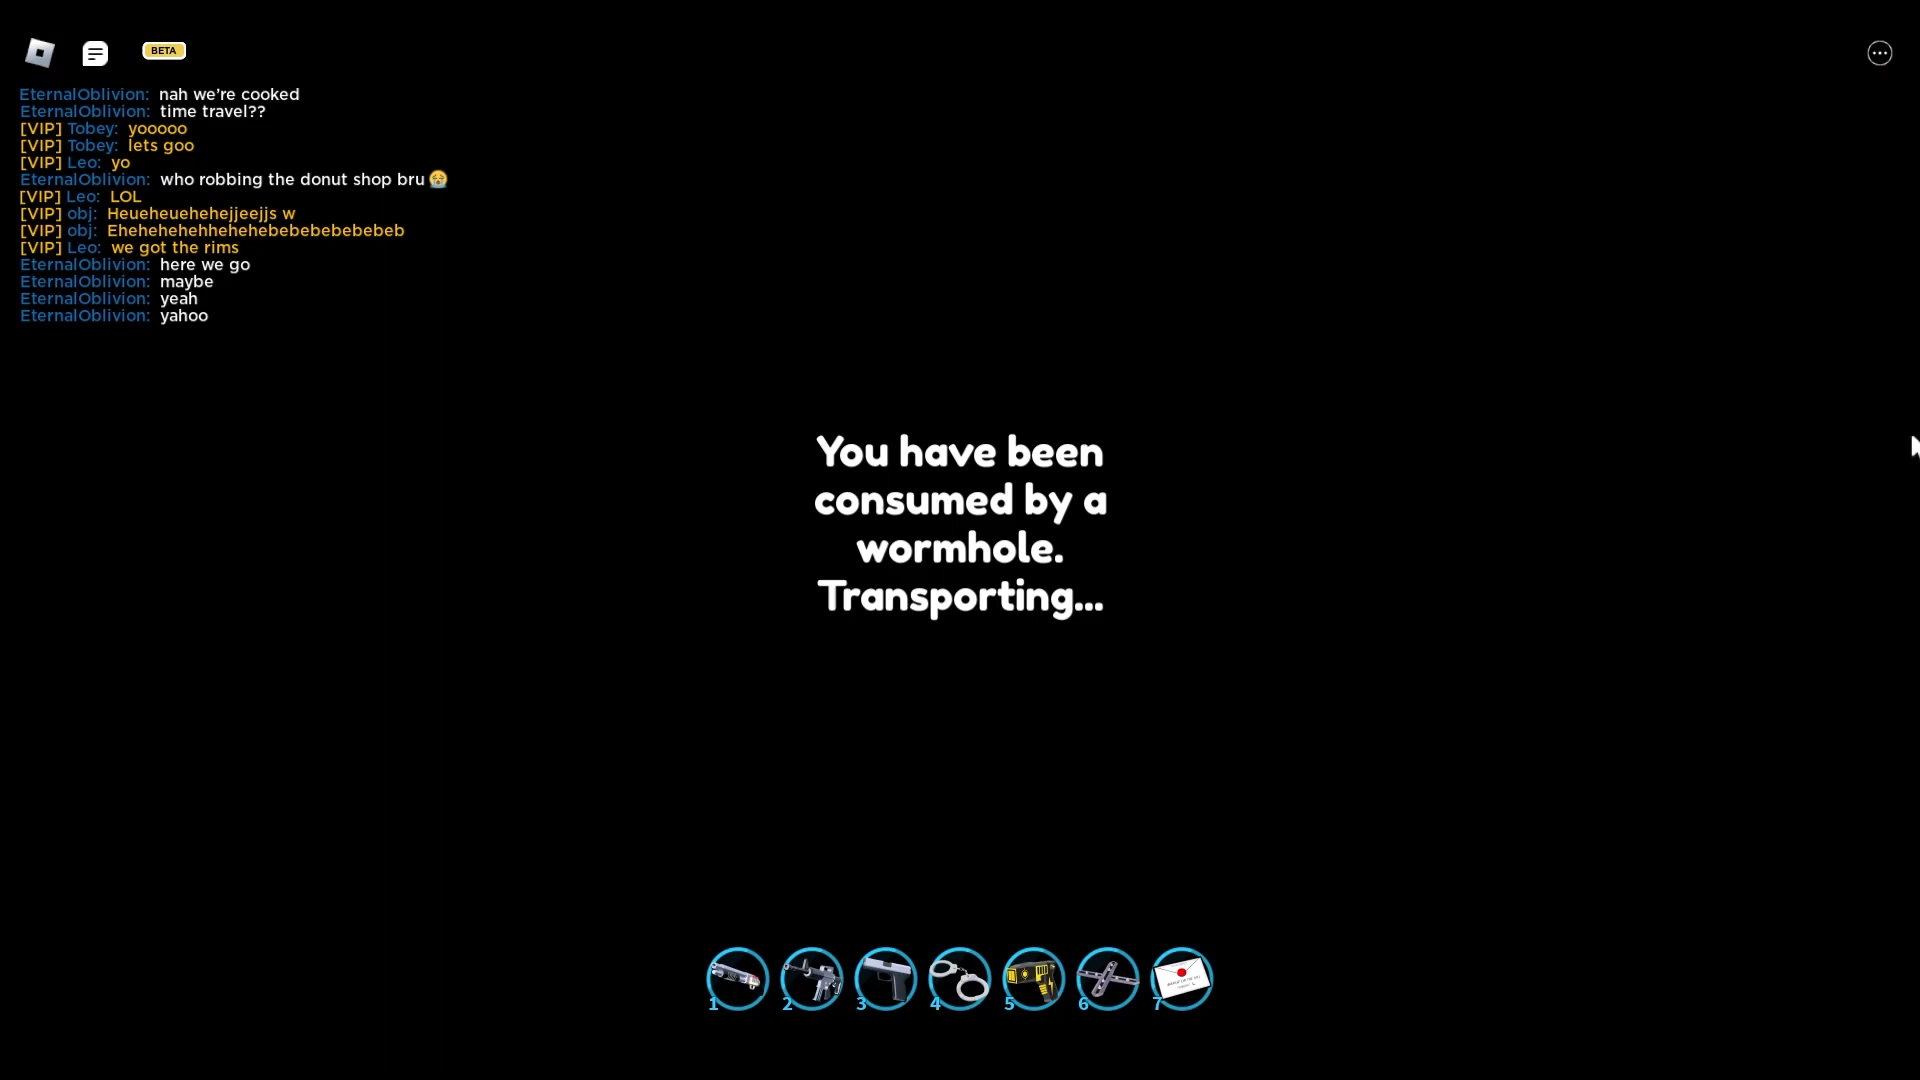 BETA
EternalOblivion: nah we're cooked
EternalOblivion: time travel??
[VIP] Tobey: yooooo
[VIP] Tobey: lets goo
[VIP] Leo: yo
EternalOblivion: who robbing the donut shop bru😭
[VIP] Leo: LOL
[VIP] obj: Heueheuehehejjeejjs w
[VIP] obj: Ehehehehehhehehebebebebebebeb
[VIP] Leo: we got the rims
EternalOblivion: here we go
EternalOblivion: maybe
EternalOblivion: yeah
EternalOblivion: yahoo
You have been
consumed by a
wormhole.
Transporting...
1 2 3 4 5 6 7